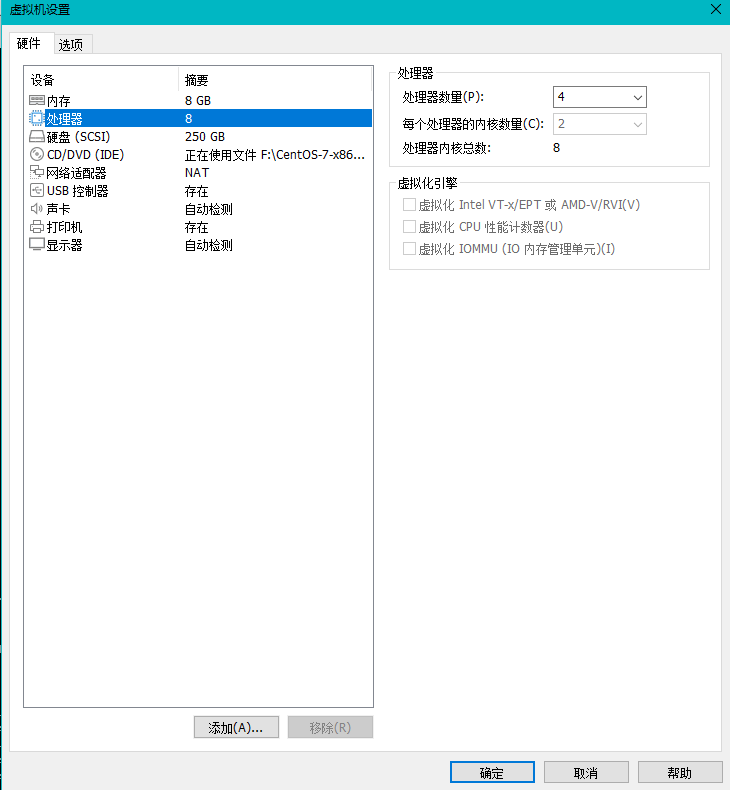 虚拟机设置
硬件 选项
设备 摘要
内存 8 GB
处理器 8
硬盘 (SCSI) 250 GB
CD/DVD (IDE) 正在使用文件 F:\CentOS-7-x86...
网络适配器 NAT
USB 控制器 存在
声卡 自动检测
打印机 存在
显示器 自动检测
添加(A)... 移除(R)
处理器
处理器数量(P): 4
每个处理器的内核数量(C): 2
处理器内核总数: 8
虚拟化引擎
虚拟化 Intel VT-x/EPT 或 AMD-V/RVI(V)
虚拟化 CPU 性能计数器(U)
虚拟化 IOMMU (IO 内存管理单元)(I)
确定 取消 帮助